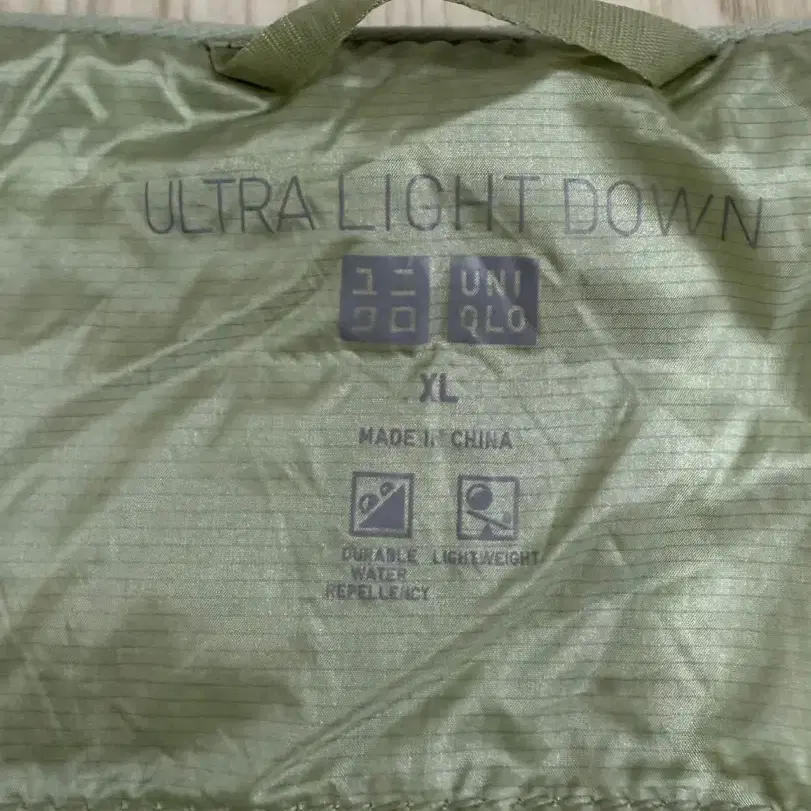 ULTRA LIGHT DOWN
ユニ UNI
クロ QLO
XL
MADE IN CHINA
DURABLE LIGHTWEIGHT
WATER
REPELLENCY